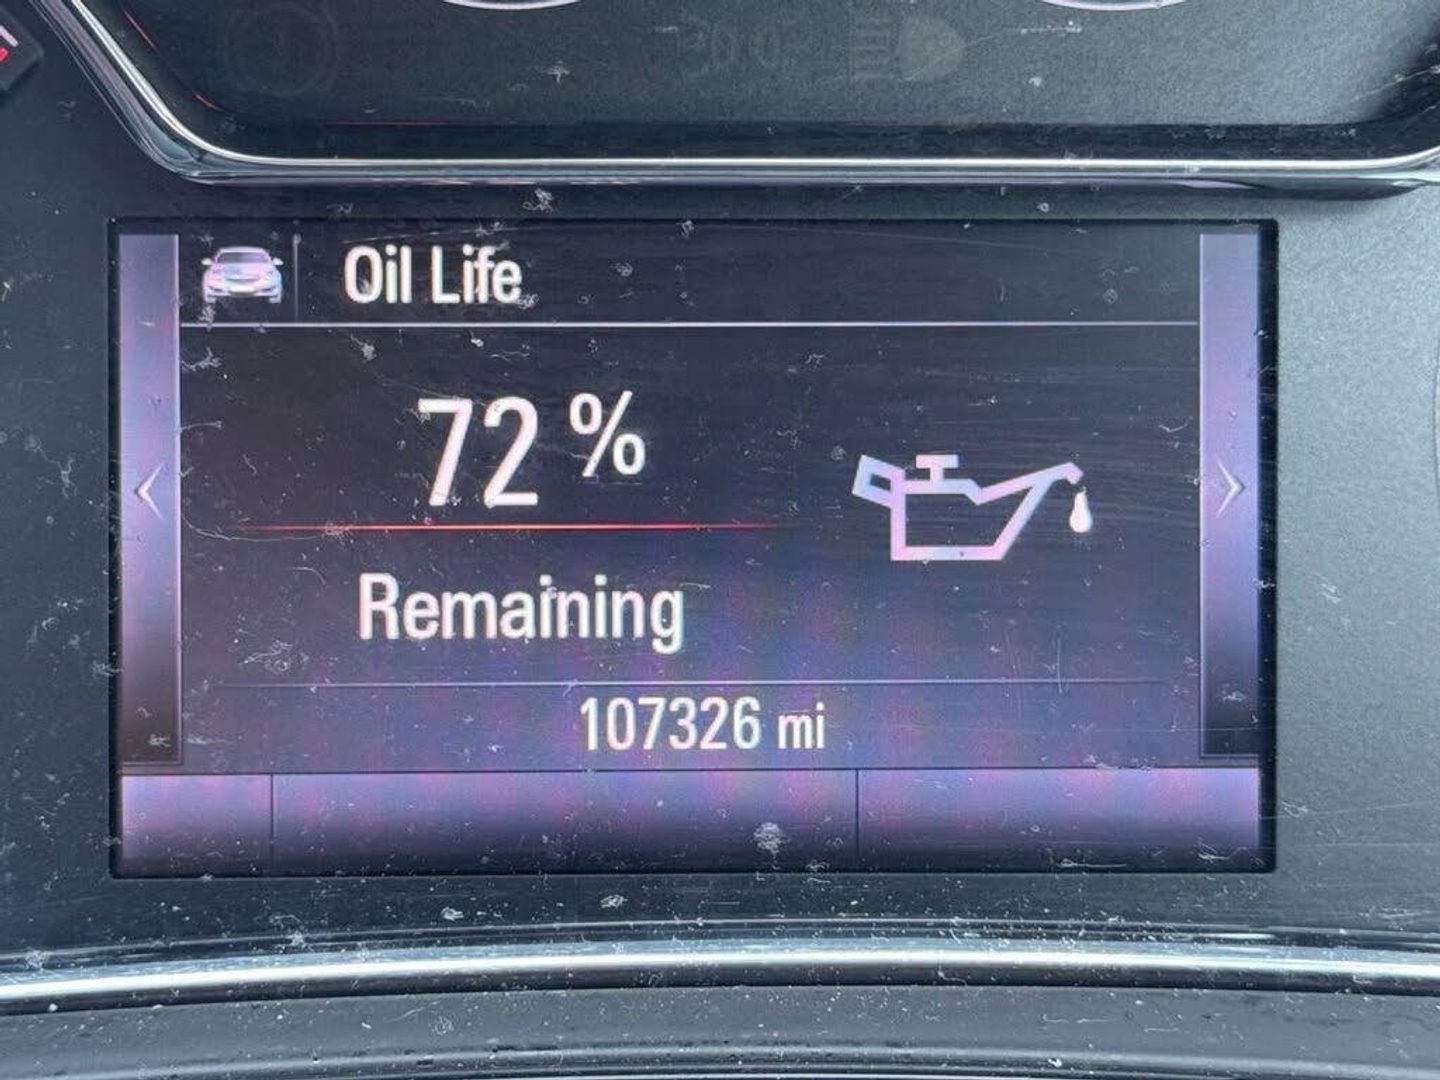 Oil Life
72 %
Remaining
107326 mi